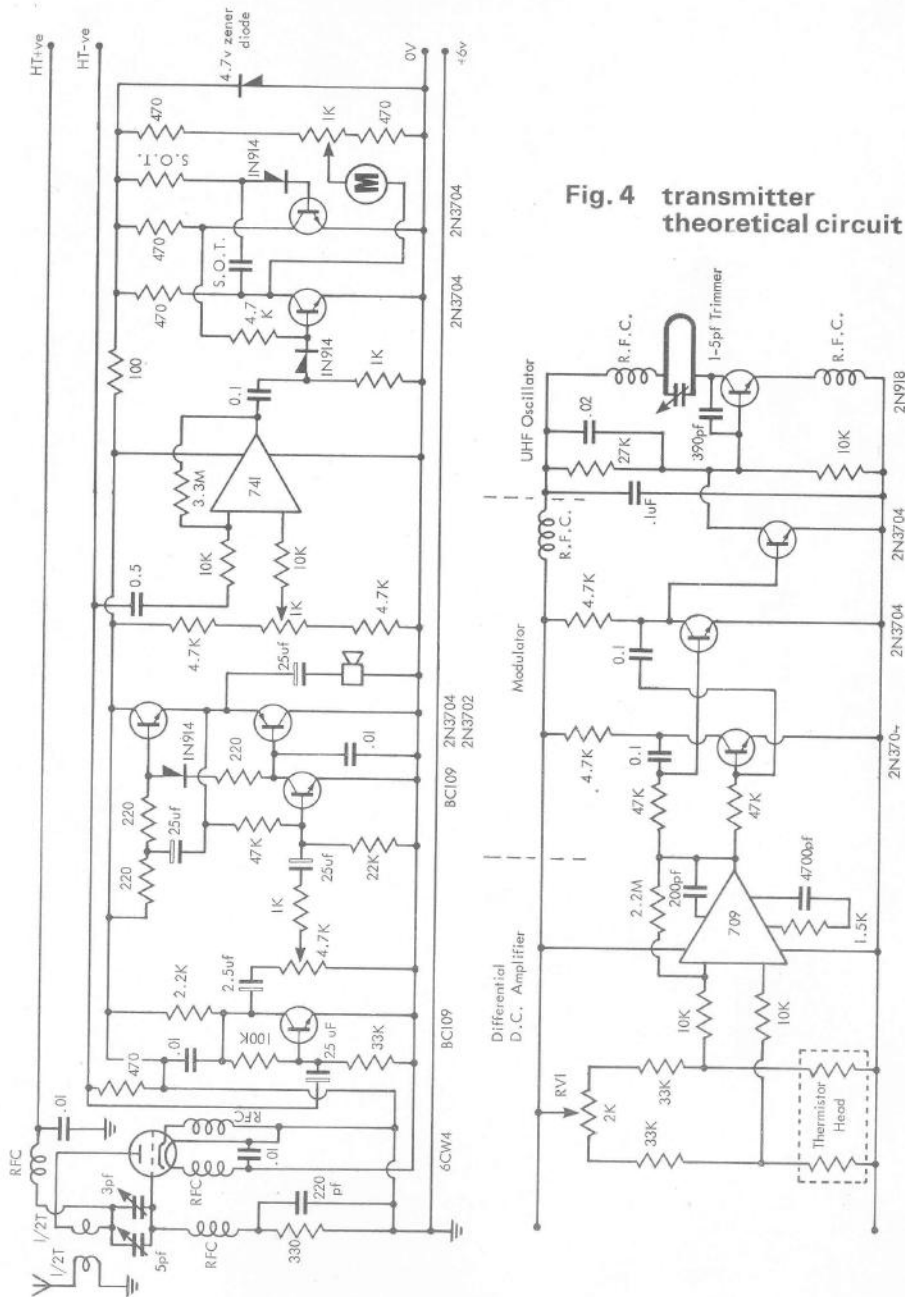 HT+ve
HT-ve
4.7v zener
diode
0V
+6v
470
1K
470
S.O.T.
IN914
M
2N3704
470
S.O.T.
470
4.7
K
2N3704
IN914
1K
100
0.1
3.3M
741
10K
10K
0.5
4.7K
1K
4.7K
25uf
2N3704
2N3702
IN914
220
.01
BC109
220
25uf
220
47K
25uf
22K
1K
4.7K
2.5uf
2.2K
.01
100K
25 uF
33K
BC109
470
RFC
.01
6CW4
RFC
.01
3pf
RFC
1/2T
5pf
1/2T
RFC
220
pf
330
Fig. 4 transmitter
theoretical circuit
UHF Oscillator
R.F.C.
1-5pf Trimmer
R.F.C.
.02
27K
390pf
10K
2N918
R.F.C.
.1uF
2N3704
Modulator
4.7K
0.1
2N3704
4.7K
0.1
47K
47K
2N3704
Differential
D.C. Amplifier
2.2M
200pf
709
4700pf
1.5K
10K
10K
RV1
2K
33K
33K
Thermistor
Head